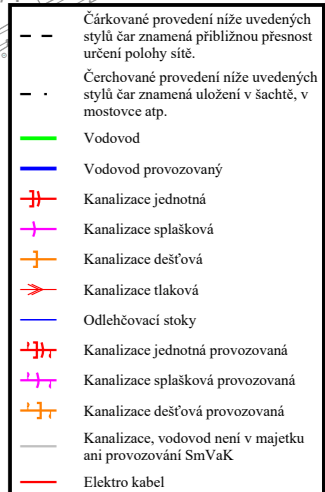 Čárkované provedení níže uvedených
stylů čar znamená přibližnou přesnost
určení polohy sítě.
Čerchované provedení níže uvedených
stylů čar znamená uložení v šachtě, v
mostovce atp.
Vodovod
Vodovod provozovaný
Kanalizace jednotná
Kanalizace splašková
Kanalizace dešťová
Kanalizace tlaková
Odlehčovací stoky
Kanalizace jednotná provozovaná
Kanalizace splašková provozovaná
Kanalizace dešťová provozovaná
Kanalizace, vodovod není v majetku
ani provozování SmVaK
Elektro kabel